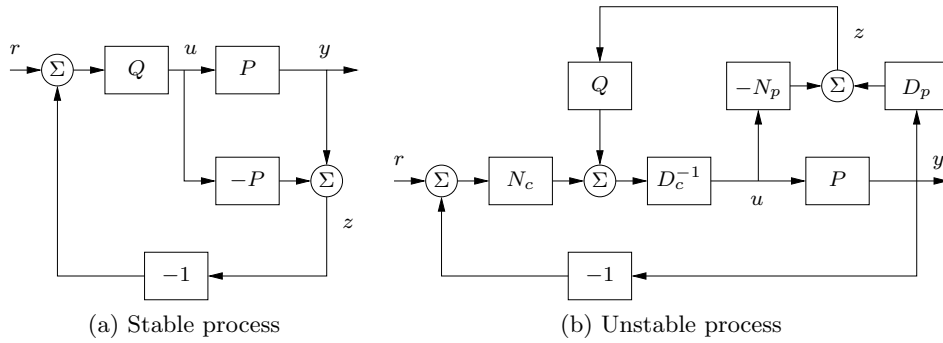 r
Σ
Q
u
P
y
−P
Σ
z
−1
(a) Stable process
z
Q
−N_p
Σ
D_p
r
Σ
N_c
Σ
D_c^{−1}
u
P
y
−1
(b) Unstable process